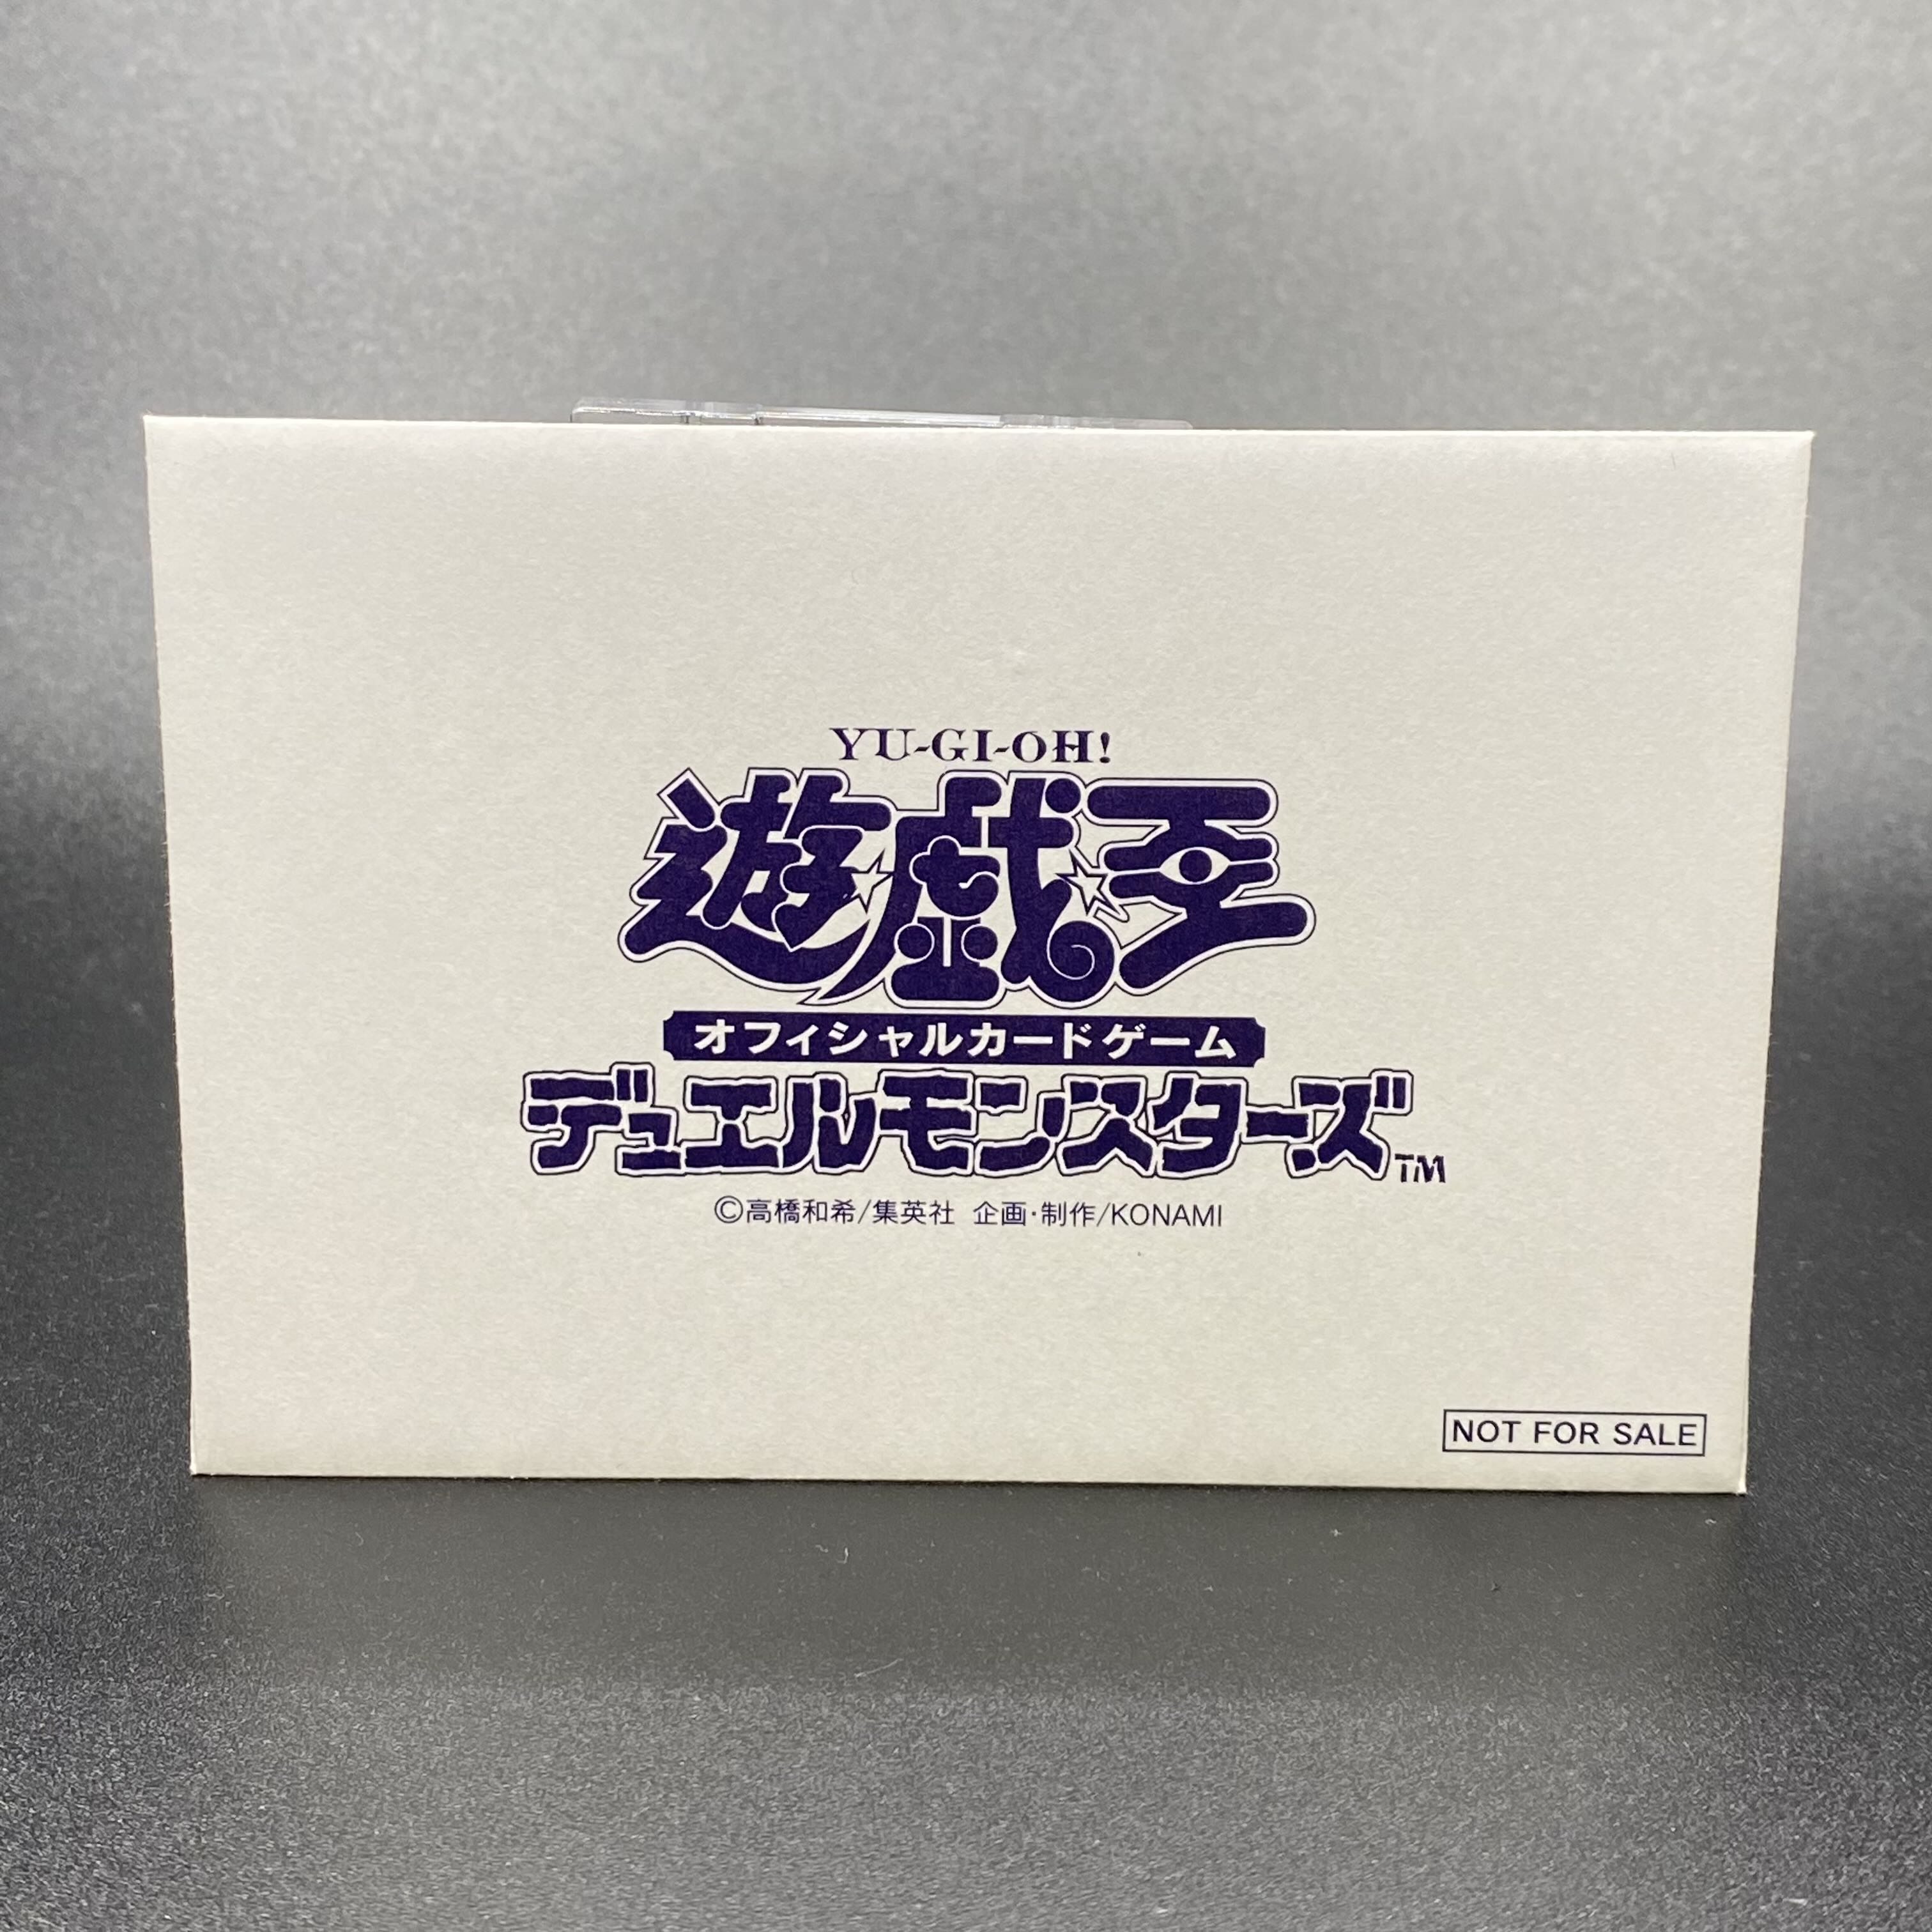 YU-GI-OH!
遊戯王
オフィシャルカードゲーム
デュエルモンスターズ™
©高橋和希/集英社 企画・制作/KONAMI
NOT FOR SALE